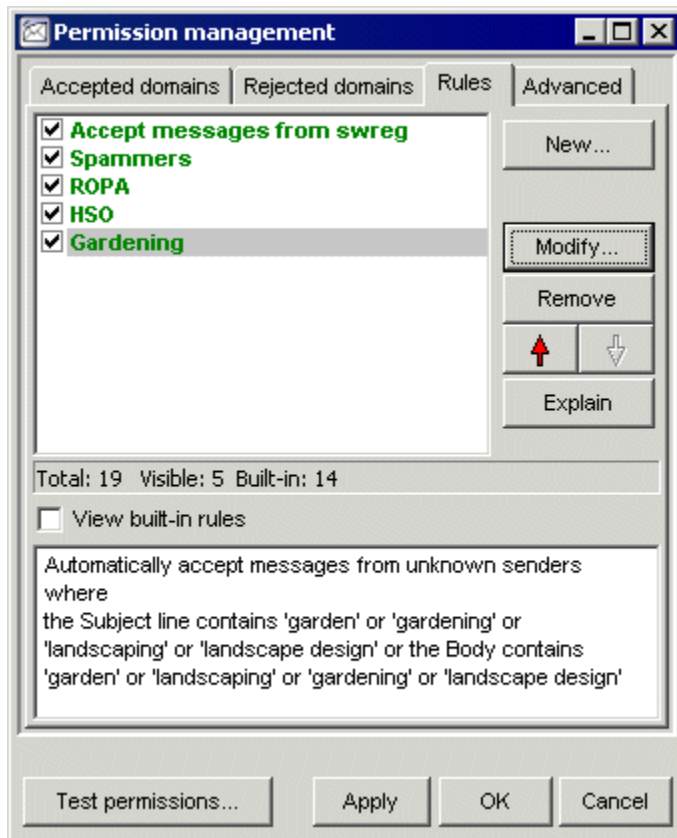 Permission management
Accepted domains Rejected domains Rules Advanced
Accept messages from swreg
Spammers
ROPA
HSO
Gardening
New...
Modify...
Remove
Explain
Total: 19 Visible: 5 Built-in: 14
View built-in rules
Automatically accept messages from unknown senders
where
the Subject line contains 'garden' or 'gardening' or
'landscaping' or 'landscape design' or the Body contains
'garden' or 'landscaping' or 'gardening' or 'landscape design'
Test permissions... Apply OK Cancel